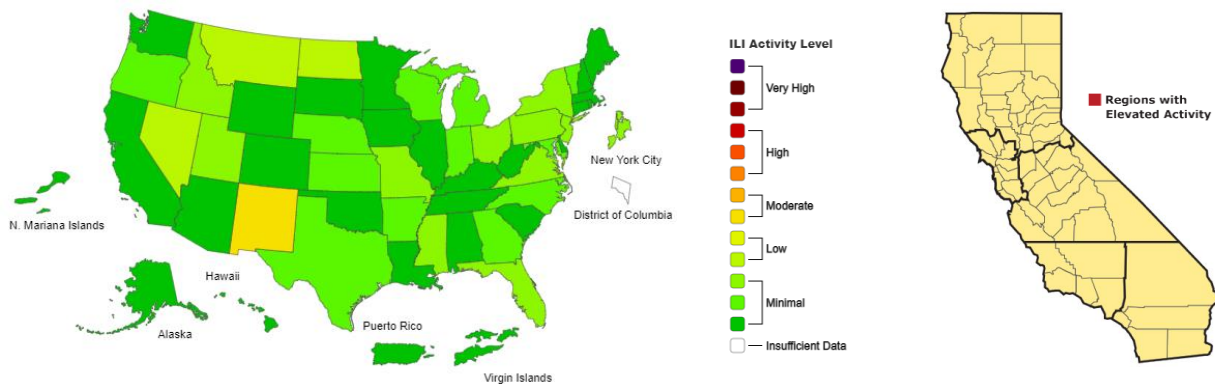 ILI Activity Level
Very High
High
Moderate
Low
Minimal
Insufficient Data
New York City
District of Columbia
N. Mariana Islands
Hawaii
Alaska
Puerto Rico
Virgin Islands
Regions with
Elevated Activity